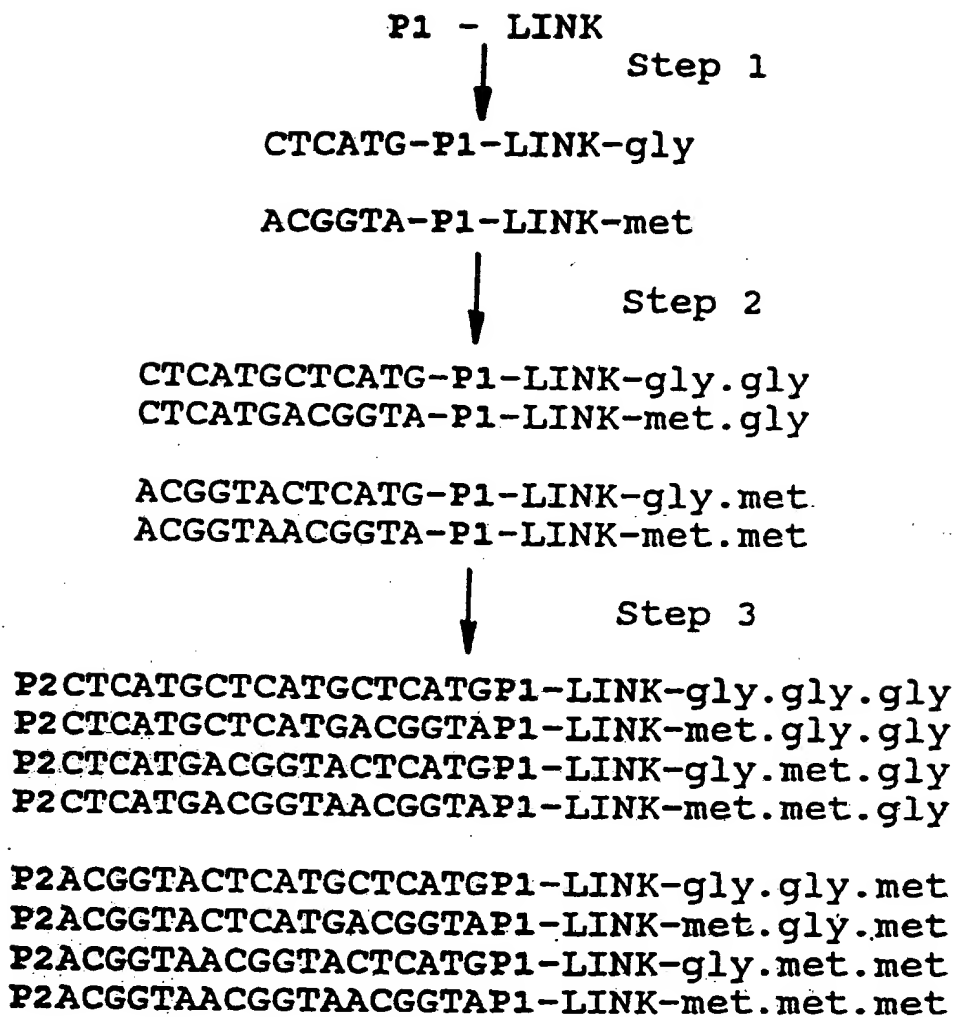 P1 - LINK
Step 1
CTCATG-P1-LINK-gly
ACGGTA-P1-LINK-met
Step 2
CTCATGCTCATG-P1-LINK-gly.gly
CTCATGACGGTA-P1-LINK-met.gly
ACGGTACTCATG-P1-LINK-gly.met
ACGGTAACGGTA-P1-LINK-met.met
Step 3
P2CTCATGCTCATGCTCATGP1-LINK-gly.gly.gly
P2CTCATGCTCATGACGGTAP1-LINK-met.gly.gly
P2CTCATGACGGTACTCATGP1-LINK-gly.met.gly
P2CTCATGACGGTAACGGTAP1-LINK-met.met.gly
P2ACGGTACTCATGCTCATGP1-LINK-gly.gly.met
P2ACGGTACTCATGACGGTAP1-LINK-met.gly.met
P2ACGGTAACGGTACTCATGP1-LINK-gly.met.met
P2ACGGTAACGGTAACGGTAP1-LINK-met.met.met